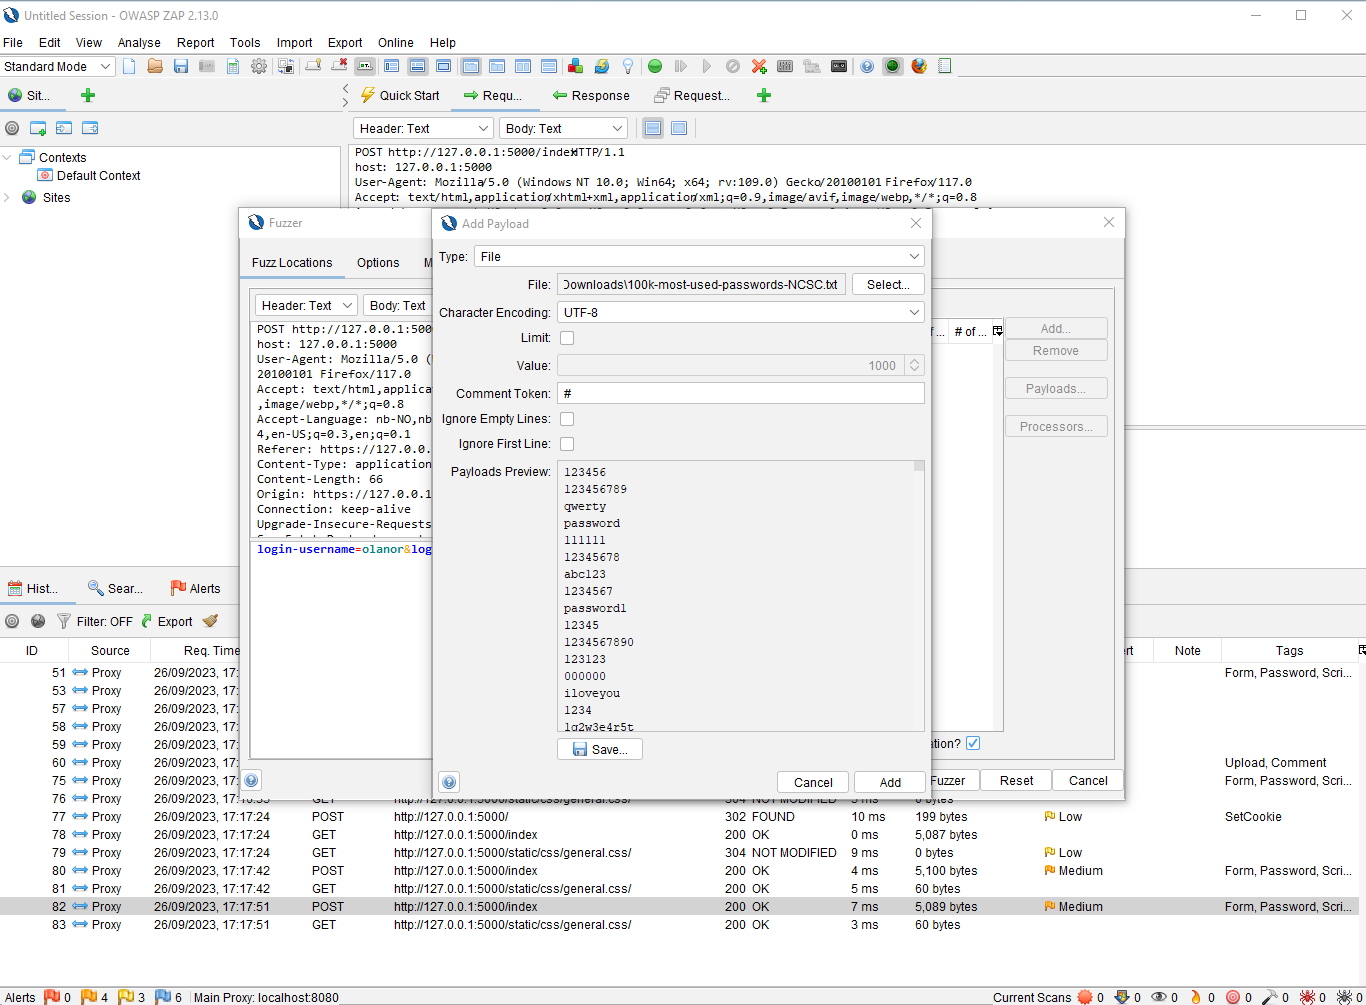 Untitled Session - OWASP ZAP 2.13.0
File Edit View Analyse Report Tools Import Export Online Help
Standard Mode
Sit... Quick Start Requ... Response Request...
Header: Text Body: Text
Contexts
Default Context
Sites
POST http://127.0.0.1:5000/index HTTP/1.1
host: 127.0.0.1:5000
User-Agent: Mozilla/5.0 (Windows NT 10.0; Win64; x64; rv:109.0) Gecko/20100101 Firefox/117.0
Accept: text/html,application/xhtml+xml,application/xml;q=0.9,image/avif,image/webp,*/*;q=0.8
Fuzzer
Fuzz Locations Options M
Header: Text Body: Text
POST http://127.0.0.1:500
host: 127.0.0.1:5000
User-Agent: Mozilla/5.0 (
20100101 Firefox/117.0
Accept: text/html,applica
,image/webp,*/*;q=0.8
Accept-Language: nb-NO,nb
4,en-US;q=0.3,en;q=0.1
Referer: https://127.0.0.
Content-Type: application
Content-Length: 66
Origin: https://127.0.0.1
Connection: keep-alive
Upgrade-Insecure-Requests
login-username=olanor&log
# of ...
Add...
Remove
Payloads...
Processors...
ation?
Fuzzer Reset Cancel
Add Payload
Type: File
File: Downloads\100k-most-used-passwords-NCSC.txt Select...
Character Encoding: UTF-8
Limit:
Value: 1000
Comment Token: #
Ignore Empty Lines:
Ignore First Line:
Payloads Preview: 123456
123456789
qwerty
password
111111
12345678
abc123
1234567
password1
12345
1234567890
123123
000000
iloveyou
1234
1q2w3e4r5t
Save...
Cancel Add
Hist... Sear... Alerts
Filter: OFF Export
ID Source Req. Time ert Note Tags
51 Proxy 26/09/2023, 17: Form, Password, Scri...
53 Proxy 26/09/2023, 17:
57 Proxy 26/09/2023, 17:
58 Proxy 26/09/2023, 17:
59 Proxy 26/09/2023, 17:
60 Proxy 26/09/2023, 17: Upload, Comment
75 Proxy 26/09/2023, 17: Form, Password, Scri...
76 Proxy 26/09/2023, 17:16:55 GET http://127.0.0.1:5000/static/css/general.css/ 304 NOT MODIFIED 5 ms 0 bytes
77 Proxy 26/09/2023, 17:17:24 POST http://127.0.0.1:5000/ 302 FOUND 10 ms 199 bytes Low SetCookie
78 Proxy 26/09/2023, 17:17:24 GET http://127.0.0.1:5000/index 200 OK 0 ms 5,087 bytes
79 Proxy 26/09/2023, 17:17:24 GET http://127.0.0.1:5000/static/css/general.css/ 304 NOT MODIFIED 9 ms 0 bytes Low
80 Proxy 26/09/2023, 17:17:42 POST http://127.0.0.1:5000/index 200 OK 4 ms 5,100 bytes Medium Form, Password, Scri...
81 Proxy 26/09/2023, 17:17:42 GET http://127.0.0.1:5000/static/css/general.css/ 200 OK 5 ms 60 bytes
82 Proxy 26/09/2023, 17:17:51 POST http://127.0.0.1:5000/index 200 OK 7 ms 5,089 bytes Medium Form, Password, Scri...
83 Proxy 26/09/2023, 17:17:51 GET http://127.0.0.1:5000/static/css/general.css/ 200 OK 3 ms 60 bytes
Alerts 0 4 3 6 Main Proxy: localhost:8080 Current Scans 0 0 0 0 0 0 0 0